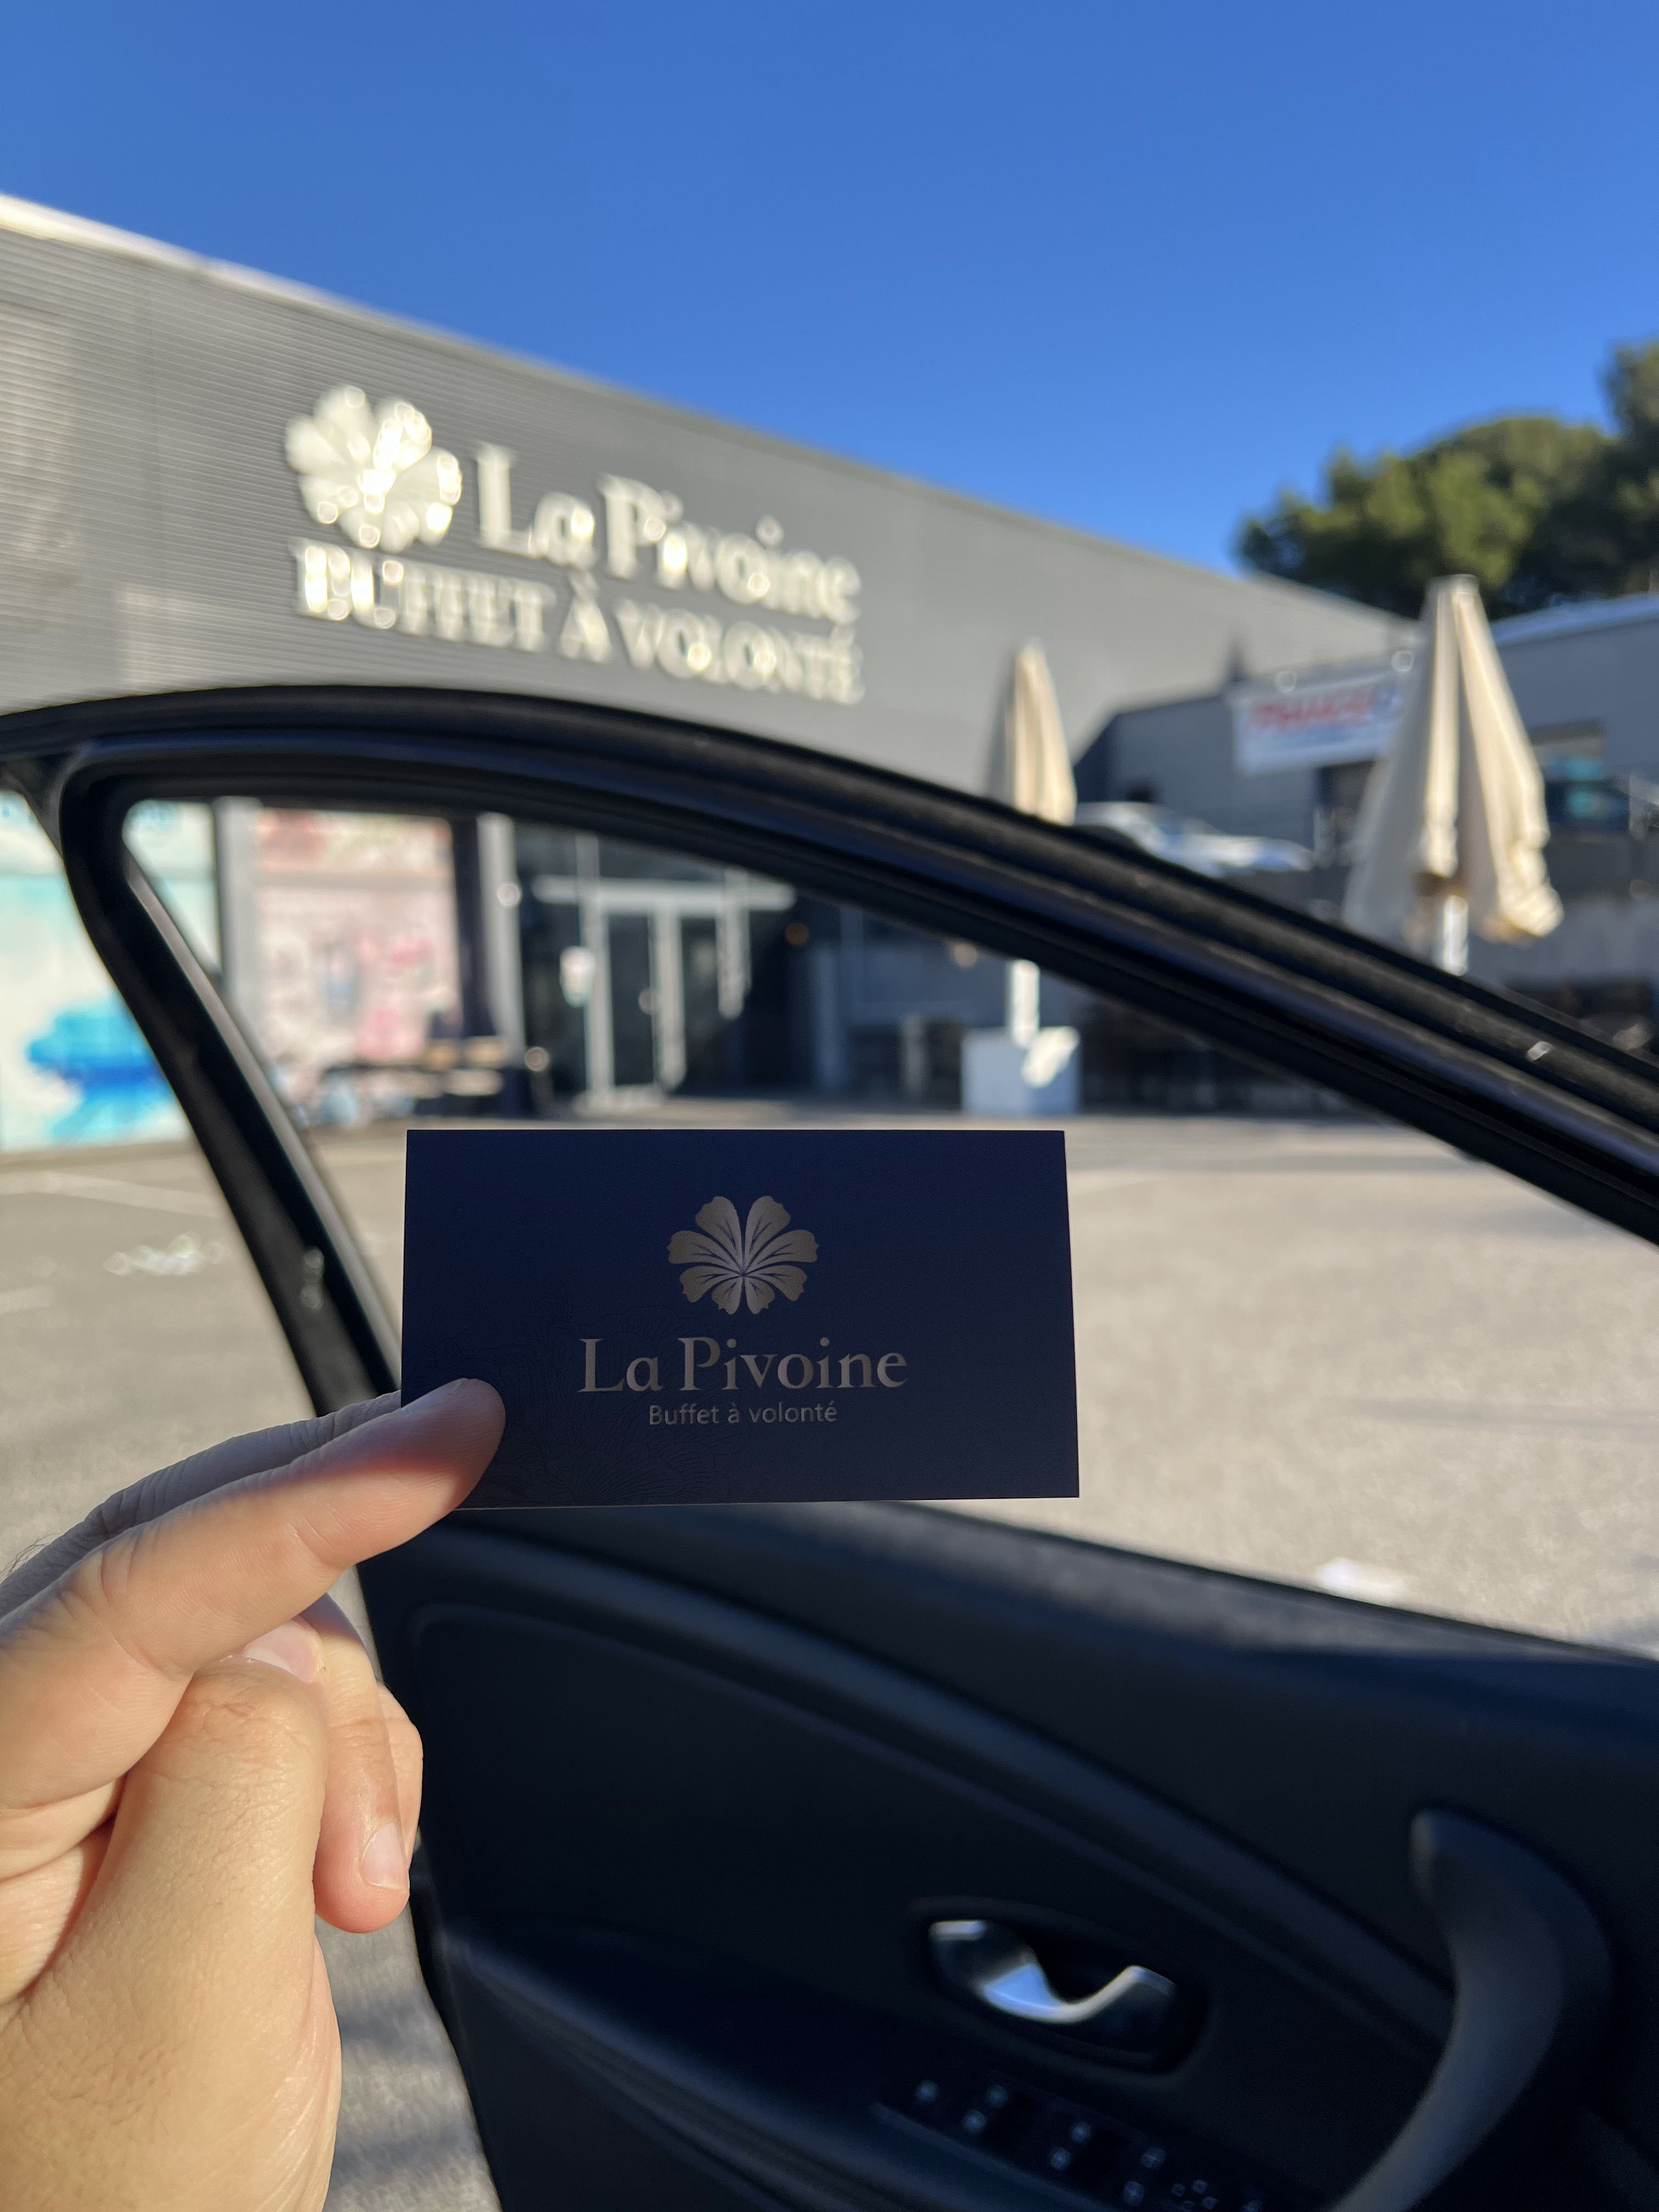 La Pivoine
BUFFET À VOLONTÉ
La Pivoine
Buffet à volonté